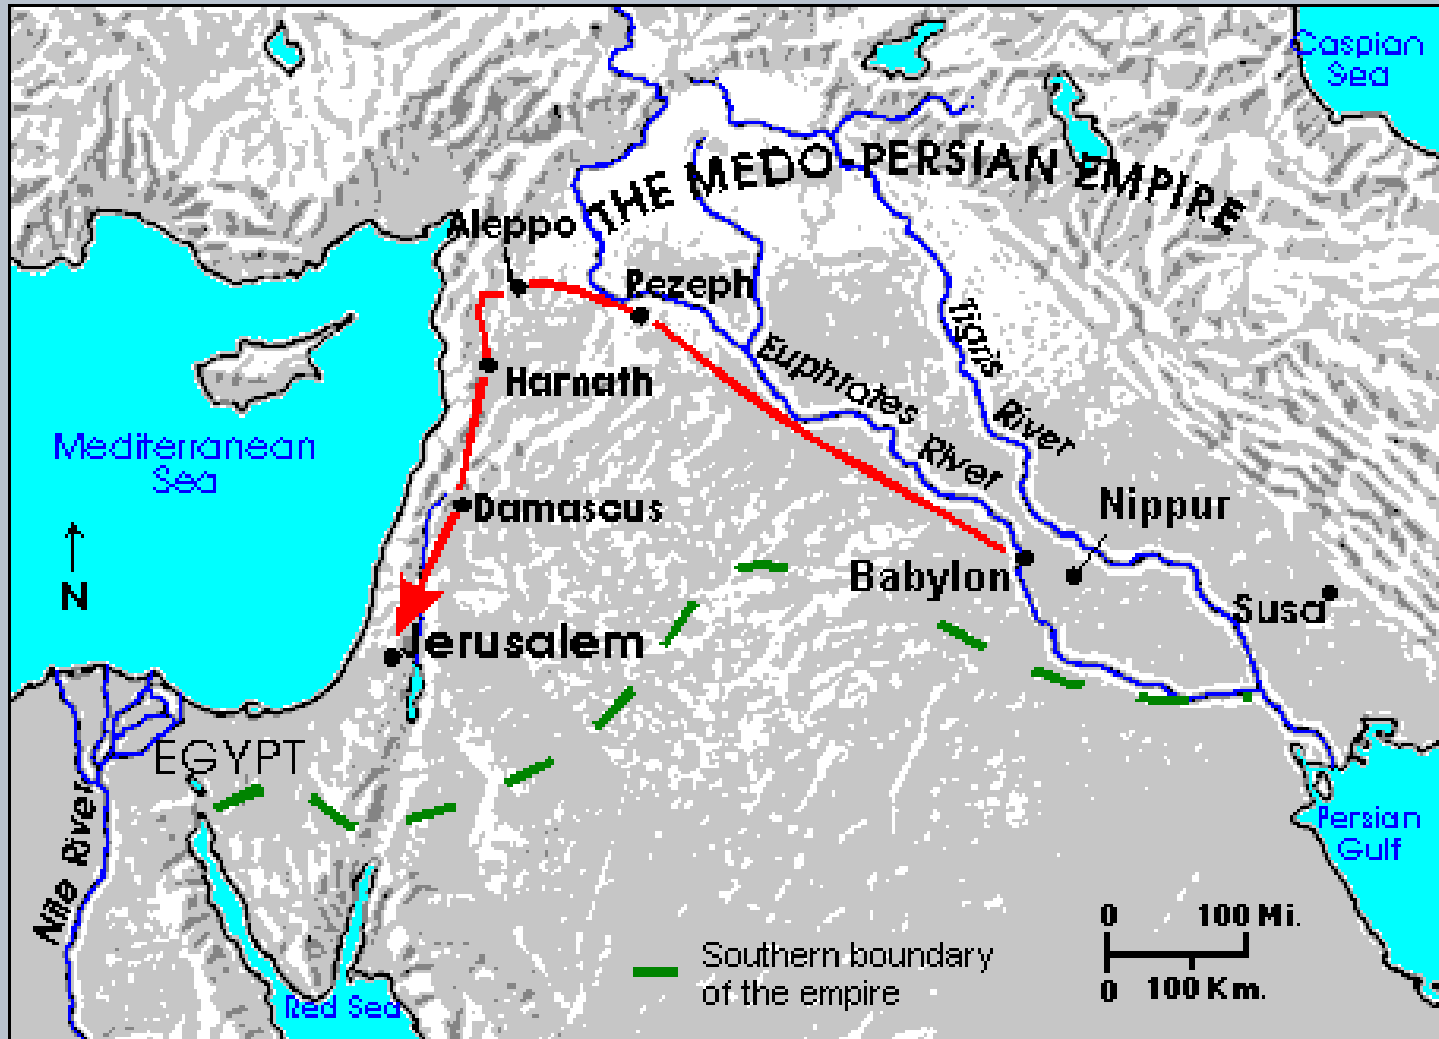 Caspian
Sea
THE MEDO-PERSIAN EMPIRE
Aleppo
Rezeph
Tigris
River
Euphrates
River
Harnath
Mediterranean
Sea
Damascus
Nippur
N
Babylon
Susa
Jerusalem
EGYPT
Nile River
Persian
Gulf
0 100 Mi.
0 100 Km.
Southern boundary
of the empire
Red Sea